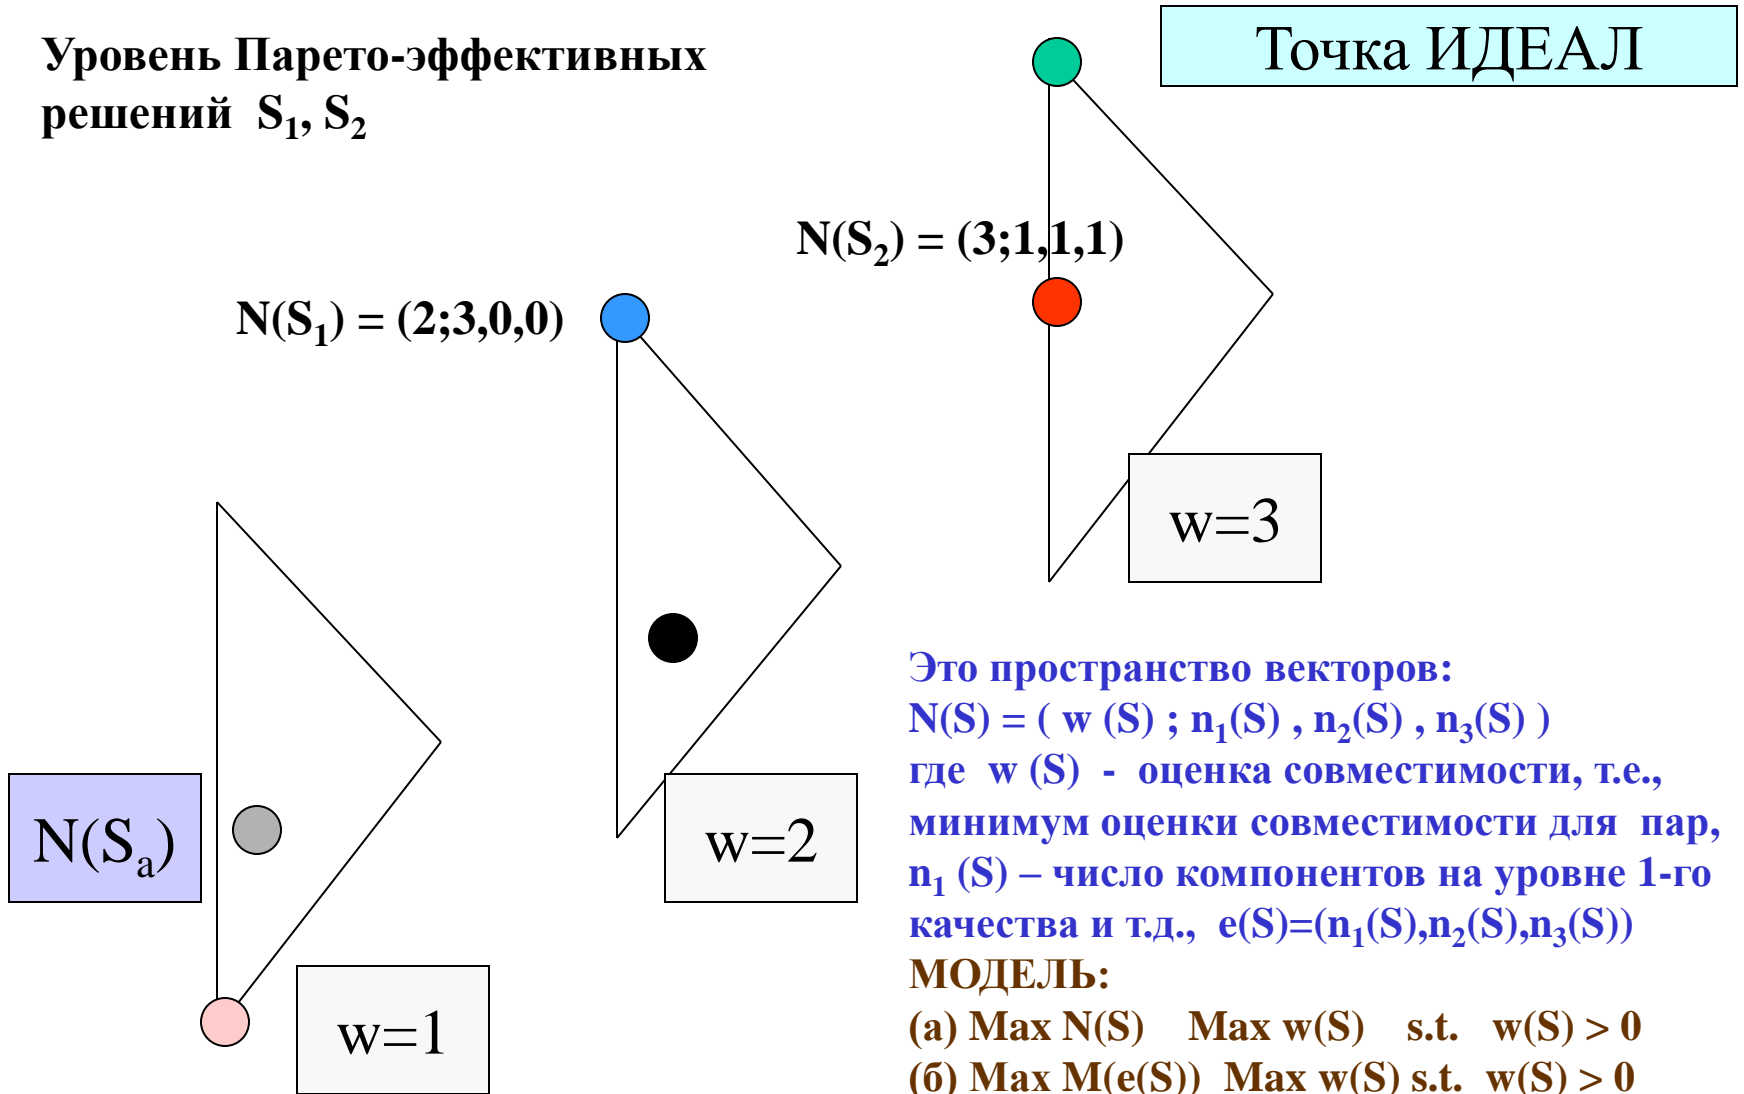 Уровень Парето-эффективных
решений S₁, S₂
Точка ИДЕАЛ
N(S₂) = (3;1,1,1)
N(S₁) = (2;3,0,0)
w=3
N(Sₐ)
w=2
w=1
Это пространство векторов:
N(S) = ( w (S) ; n₁(S) , n₂(S) , n₃(S) )
где w (S) - оценка совместимости, т.е.,
минимум оценки совместимости для пар,
n₁ (S) – число компонентов на уровне 1-го
качества и т.д., e(S)=(n₁(S),n₂(S),n₃(S))
МОДЕЛЬ:
(а) Max N(S) Max w(S) s.t. w(S) > 0
(б) Max M(e(S)) Max w(S) s.t. w(S) > 0